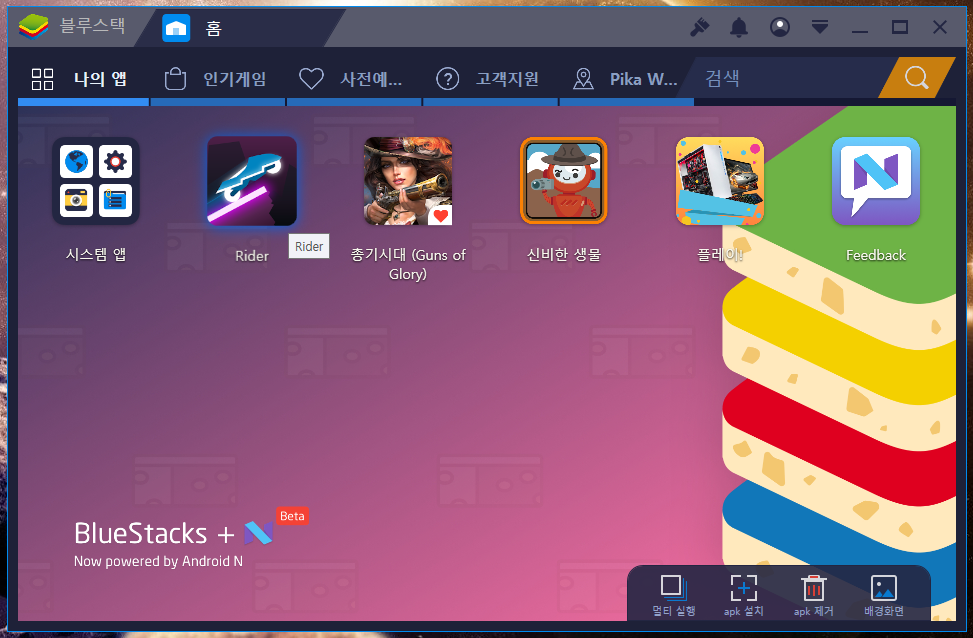 블루스택
홈
나의 앱
인기게임
사전예...
고객지원
Pika W...
검색
시스템 앱
Rider
Rider
총기시대 (Guns of
Glory)
신비한 생물
플레이!
Feedback
BlueStacks + N
Beta
Now powered by Android N
멀티 실행
apk 설치
apk 제거
배경화면